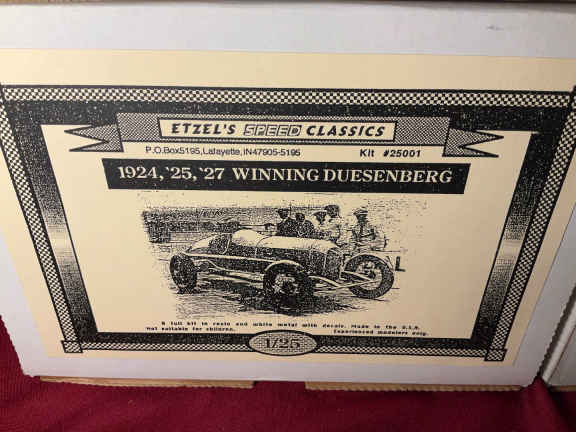 ETZEL'S SPEED CLASSICS
P.O.Box5195, Lafayette, IN47905-5195 Kit #25001
1924, '25, '27 WINNING DUESENBERG
A full kit in resin and white metal with decals. Made in the U.S.A.
Not suitable for children. Experienced modelers only.
1/25